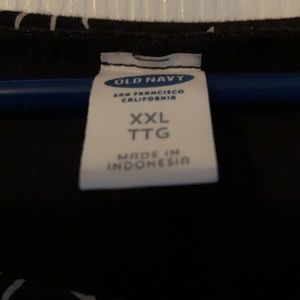 OLD NAVY
SAN FRANCISCO
CALIFORNIA
XXL
TTG
MADE IN
INDONESIA